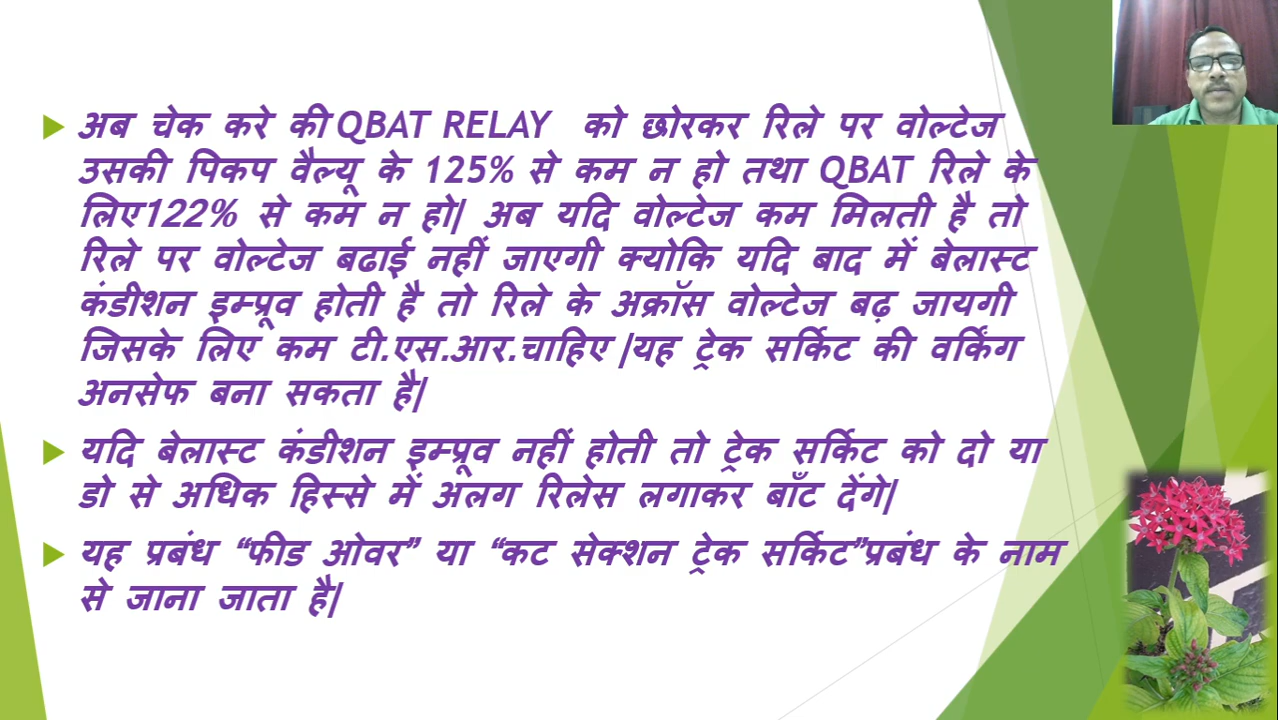 अब चेक करे की QBAT RELAY को छोरकर रिले पर वोल्टेज
उसकी पिकप वैल्यू के 125% से कम न हो तथा QBAT रिले के
लिए122% से कम न हो| अब यदि वोल्टेज कम मिलती है तो
रिले पर वोल्टेज बढाई नहीं जाएगी क्योकि यदि बाद में बेलास्ट
कंडीशन इम्प्रूव होती है तो रिले के अक्रॉस वोल्टेज बढ़ जायगी
जिसके लिए कम टी.एस.आर.चाहिए |यह ट्रेक सर्किट की वर्किंग
अनसेफ बना सकता है|
यदि बेलास्ट कंडीशन इम्प्रूव नहीं होती तो ट्रेक सर्किट को दो या
डो से अधिक हिस्से में अलग रिलेस लगाकर बाँट देंगे|
यह प्रबंध “फीड ओवर” या “कट सेक्शन ट्रेक सर्किट”प्रबंध के नाम
से जाना जाता है|